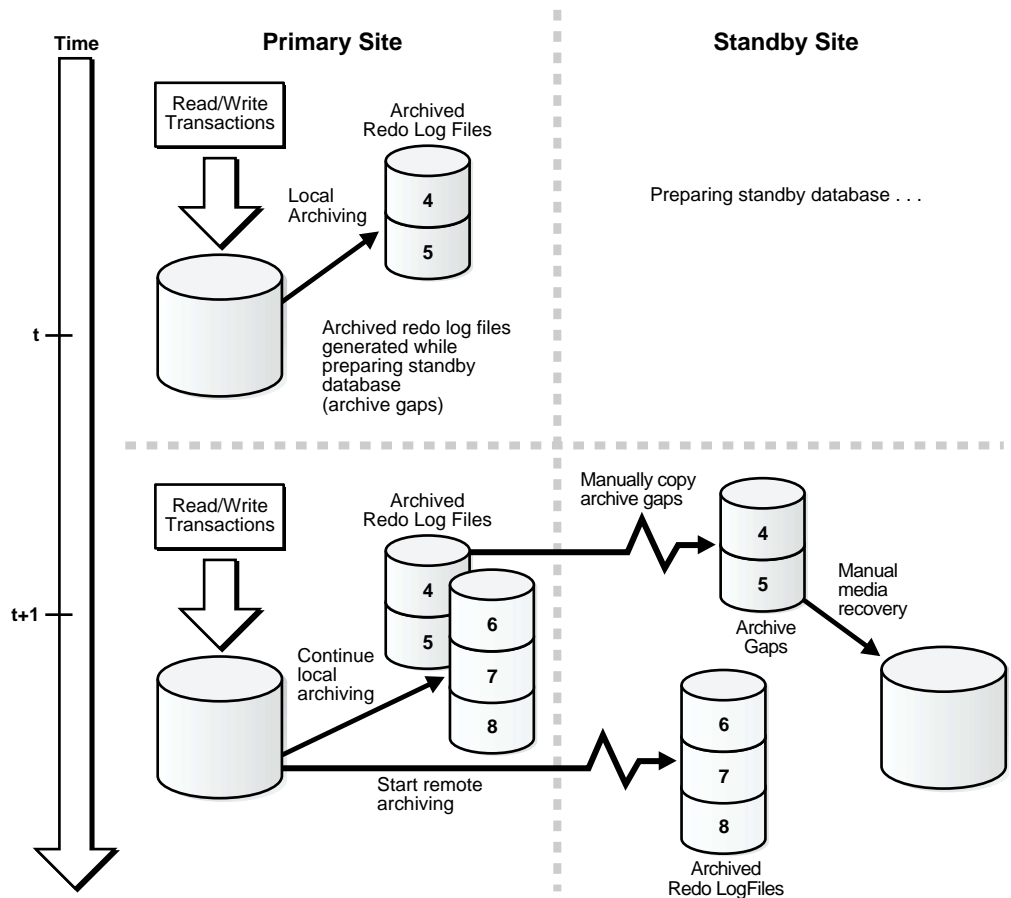 Time
Primary Site
Standby Site
Read/Write
Transactions
Archived
Redo Log Files
4
5
Local
Archiving
Preparing standby database . . .
t
Archived redo log files
generated while
preparing standby
database
(archive gaps)
Read/Write
Transactions
Archived
Redo Log Files
4
5
6
7
8
Manually copy
archive gaps
4
5
Archive
Gaps
Manual
media
recovery
t+1
Continue
local
archiving
Start remote
archiving
6
7
8
Archived
Redo LogFiles